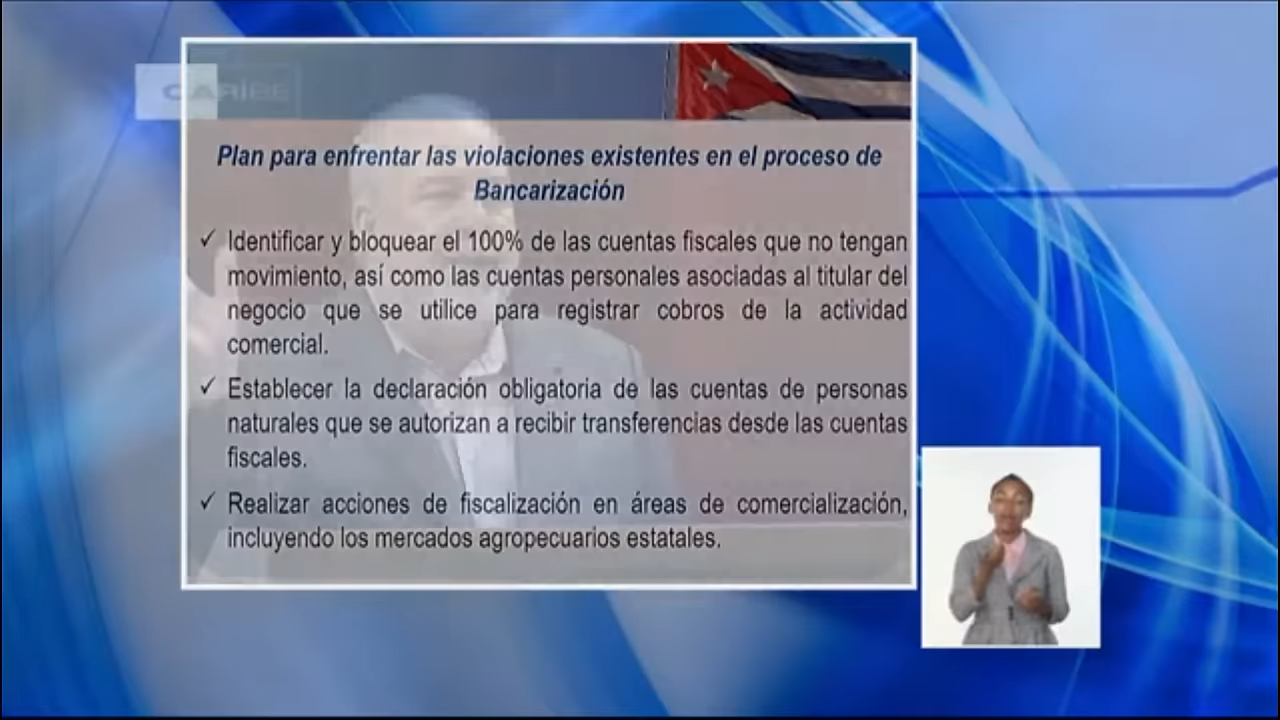 CARIBE
Plan para enfrentar las violaciones existentes en el proceso de
Bancarización
✓ Identificar y bloquear el 100% de las cuentas fiscales que no tengan
movimiento, así como las cuentas personales asociadas al titular del
negocio que se utilice para registrar cobros de la actividad
comercial.
✓ Establecer la declaración obligatoria de las cuentas de personas
naturales que se autorizan a recibir transferencias desde las cuentas
fiscales.
✓ Realizar acciones de fiscalización en áreas de comercialización,
incluyendo los mercados agropecuarios estatales.